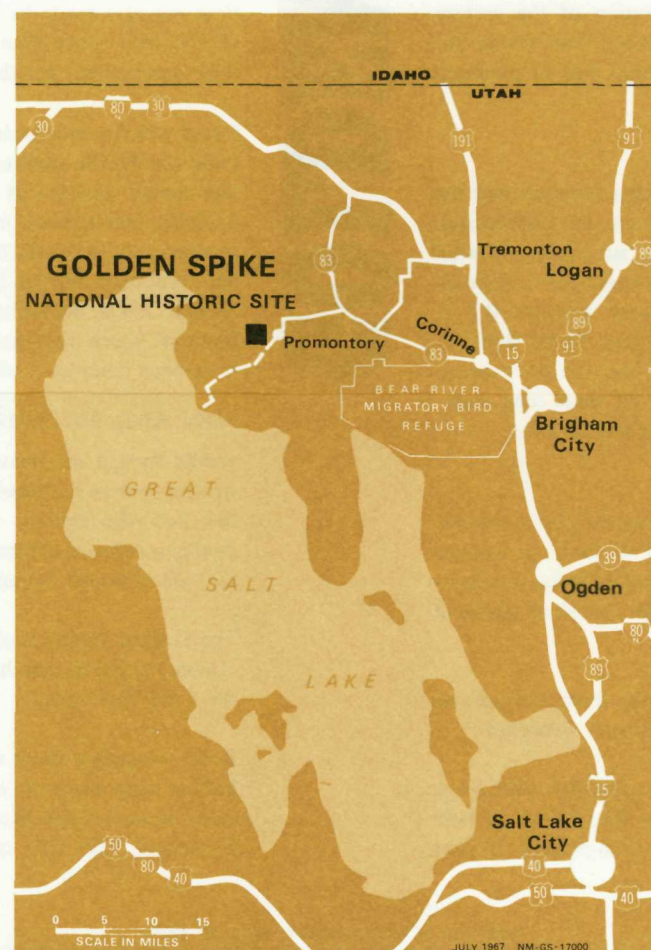 IDAHO
UTAH
80
N
30
30
191
91
Tremonton
Logan
89
GOLDEN SPIKE
NATIONAL HISTORIC SITE
83
89
91
Promontory
Corinne
83
15
BEAR RIVER
MIGRATORY BIRD
REFUGE
Brigham
City
GREAT
SALT
LAKE
39
Ogden
80
N
89
15
Salt Lake
City
50
A
80
40
40
50
A
40
0 5 10 15
SCALE IN MILES
JULY 1967 NM-GS-17000